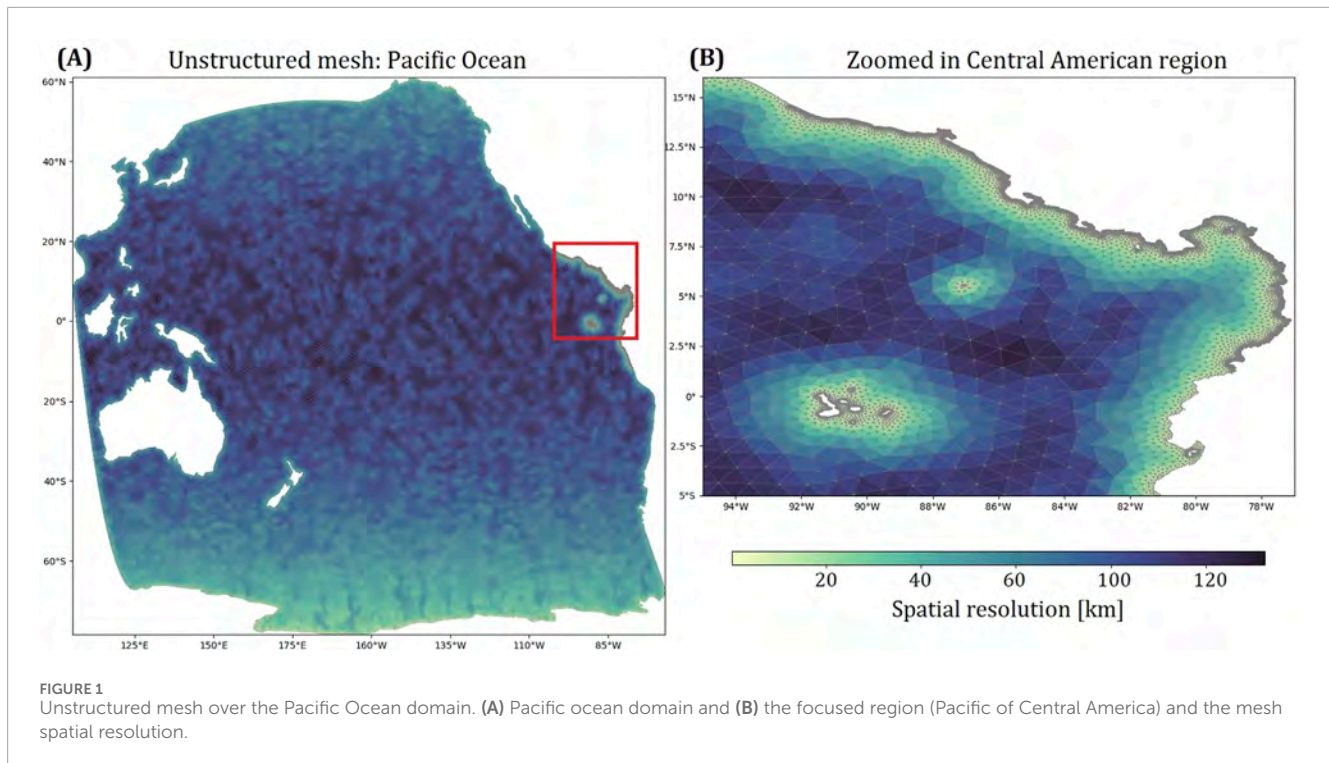 (A) Unstructured mesh: Pacific Ocean
60°N
40°N
20°N
0°
20°S
40°S
60°S
125°E 150°E 175°E 160°W 135°W 110°W 85°W
(B) Zoomed in Central American region
15°N
12.5°N
10°N
7.5°N
5°N
2.5°N
0°
2.5°S
5°S
94°W 92°W 90°W 88°W 86°W 84°W 82°W 80°W 78°W
20 40 60 80 100 120
Spatial resolution [km]
FIGURE 1
Unstructured mesh over the Pacific Ocean domain. (A) Pacific ocean domain and (B) the focused region (Pacific of Central America) and the mesh
spatial resolution.